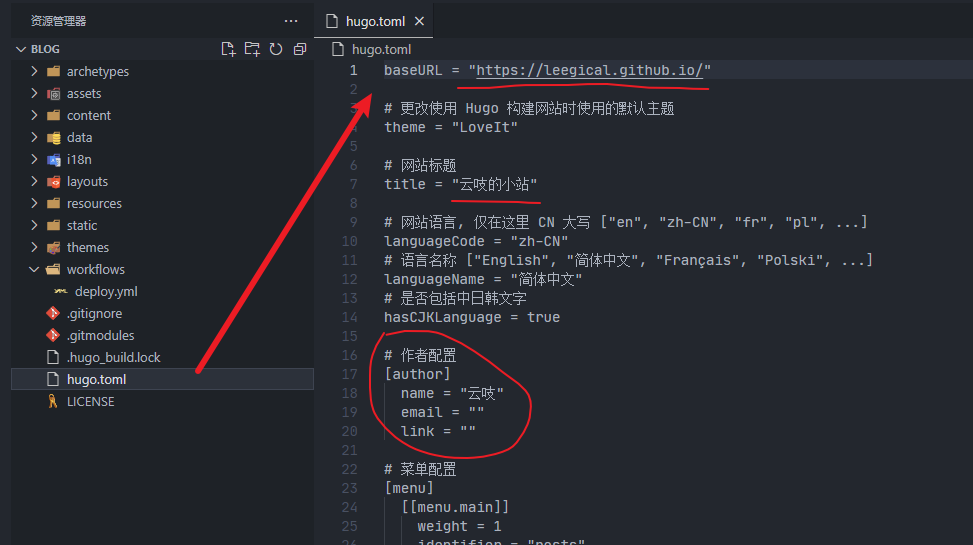 资源管理器
...
BLOG
archetypes
assets
content
data
i18n
layouts
resources
static
themes
workflows
deploy.yml
.gitignore
.gitmodules
.hugo_build.lock
hugo.toml
LICENSE
hugo.toml
hugo.toml
1 baseURL = "https://leegical.github.io/"
2
3 # 更改使用 Hugo 构建网站时使用的默认主题
4 theme = "LoveIt"
5
6 # 网站标题
7 title = "云吱的小站"
8
9 # 网站语言, 仅在这里 CN 大写 ["en", "zh-CN", "fr", "pl", ...]
10 languageCode = "zh-CN"
11 # 语言名称 ["English", "简体中文", "Français", "Polski", ...]
12 languageName = "简体中文"
13 # 是否包括中日韩文字
14 hasCJKLanguage = true
15
16 # 作者配置
17 [author]
18 name = "云吱"
19 email = ""
20 link = ""
21
22 # 菜单配置
23 [menu]
24 [[menu.main]]
25 weight = 1
26 identifier = "posts"